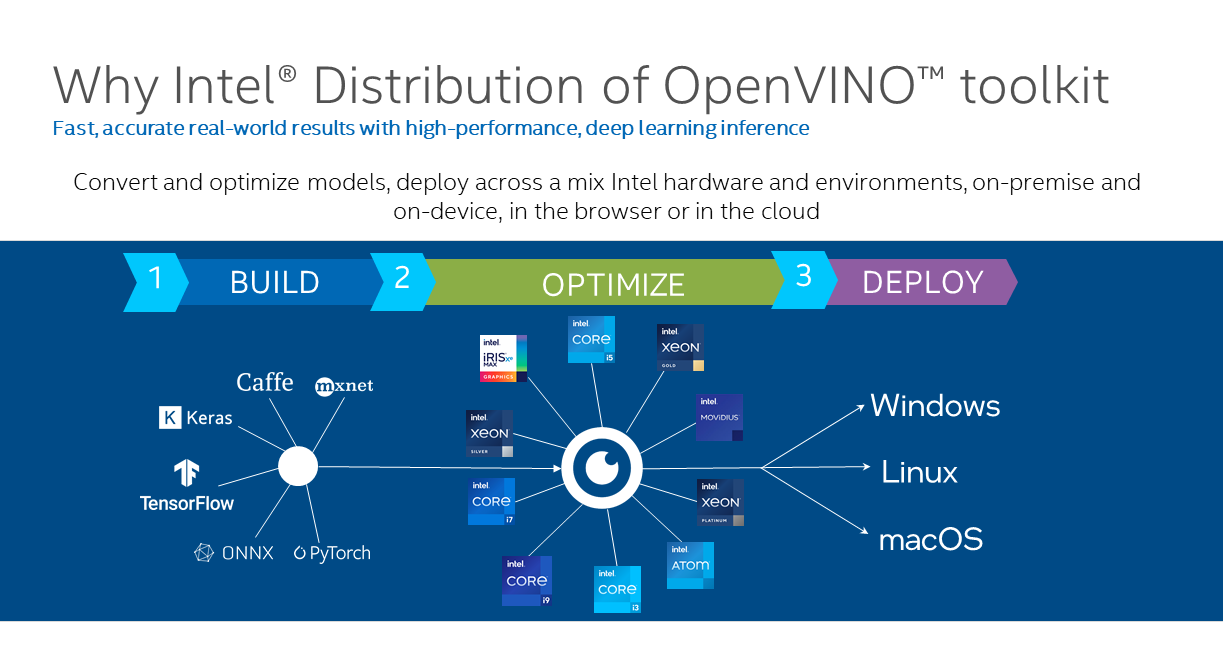 Why Intel® Distribution of OpenVINO™ toolkit
Fast, accurate real-world results with high-performance, deep learning inference
Convert and optimize models, deploy across a mix Intel hardware and environments, on-premise and
on-device, in the browser or in the cloud
1 BUILD 2 OPTIMIZE 3 DEPLOY
Caffe
mxnet
K Keras
TensorFlow
ONNX
PyTorch
intel. iRIS Xe MAX GRAPHICS
intel. CORE i5
intel. XEON GOLD
intel. XEON SILVER
intel. MOVIDIUS
intel. CORE i7
intel. XEON PLATINUM
intel. CORE i9
intel. CORE i3
intel. ATOM
Windows
Linux
macOS